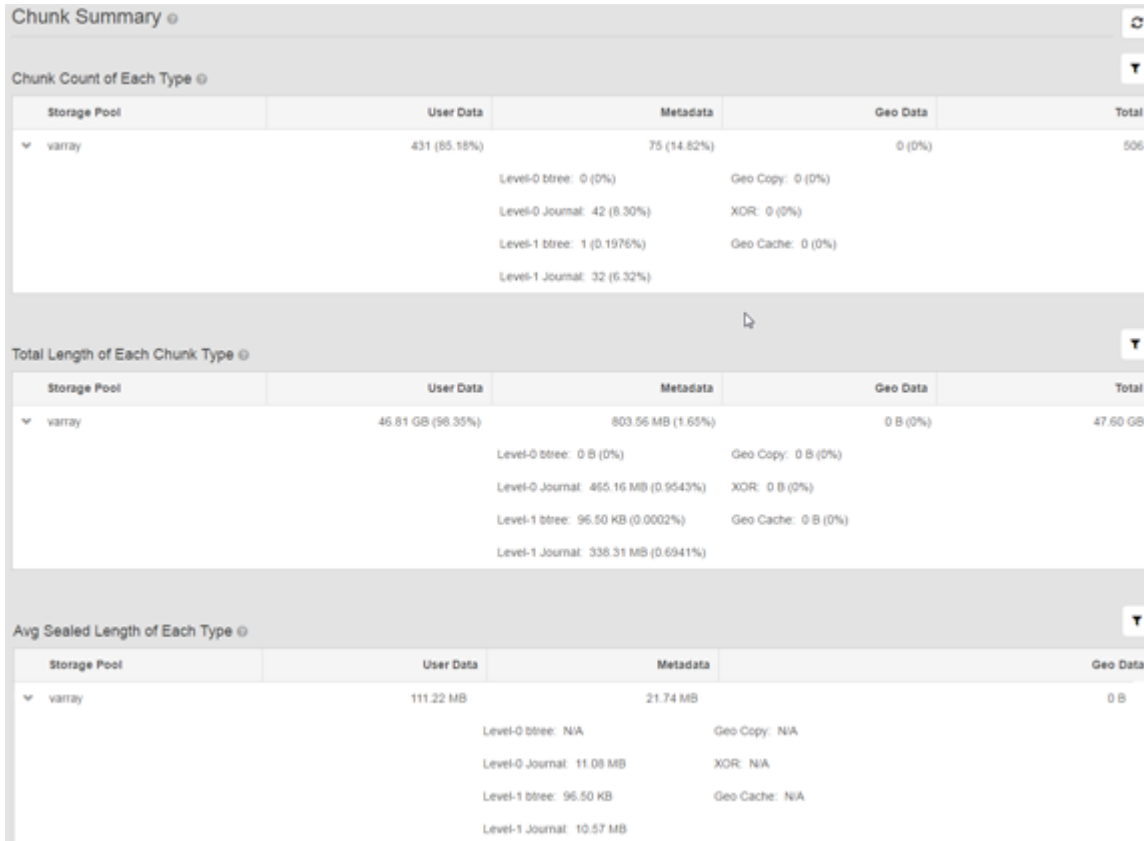 Chunk Summary
Chunk Count of Each Type
Storage Pool User Data Metadata Geo Data Total
varray 431 (85.18%) 75 (14.82%) 0 (0%) 506
Level-0 btree: 0 (0%) Geo Copy: 0 (0%)
Level-0 Journal: 42 (8.30%) XOR: 0 (0%)
Level-1 btree: 1 (0.1976%) Geo Cache: 0 (0%)
Level-1 Journal: 32 (6.32%)
Total Length of Each Chunk Type
Storage Pool User Data Metadata Geo Data Total
varray 46.81 GB (98.35%) 803.56 MB (1.65%) 0 B (0%) 47.60 GB
Level-0 btree: 0 B (0%) Geo Copy: 0 B (0%)
Level-0 Journal: 465.16 MB (0.9543%) XOR: 0 B (0%)
Level-1 btree: 96.50 KB (0.0002%) Geo Cache: 0 B (0%)
Level-1 Journal: 338.31 MB (0.6941%)
Avg Sealed Length of Each Type
Storage Pool User Data Metadata Geo Data
varray 111.22 MB 21.74 MB 0 B
Level-0 btree: N/A Geo Copy: N/A
Level-0 Journal: 11.08 MB XOR: N/A
Level-1 btree: 96.50 KB Geo Cache: N/A
Level-1 Journal: 10.57 MB